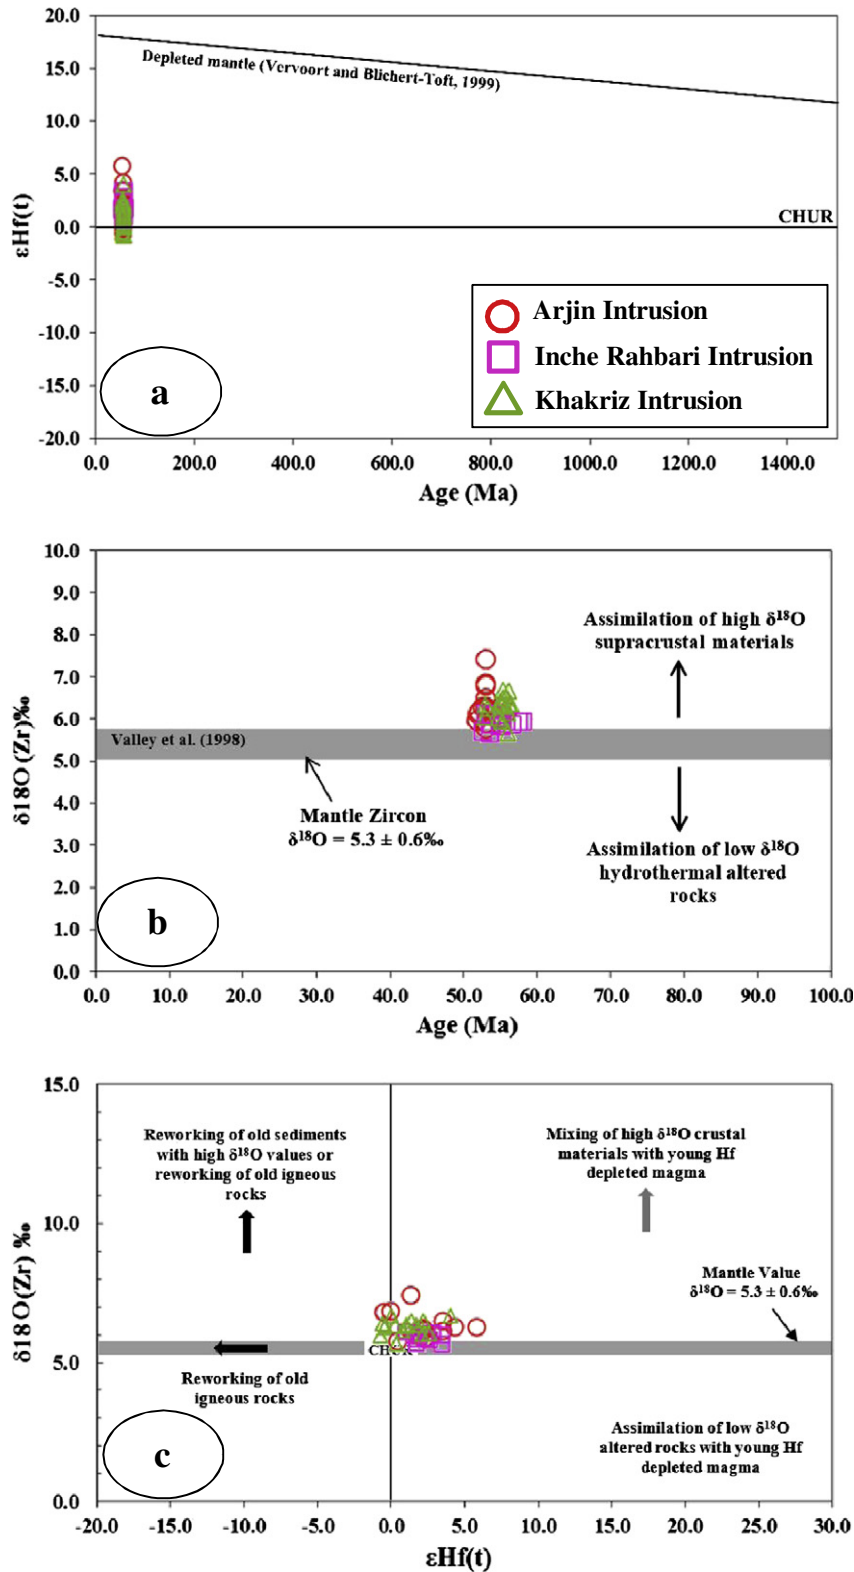 20.0
15.0
10.0
5.0
0.0
-5.0
-10.0
-15.0
-20.0
εHf(t)
Depleted mantle (Vervoort and Blichert-Toft, 1999)
CHUR
Arjin Intrusion
Inche Rahbari Intrusion
Khakriz Intrusion
a
0.0 200.0 400.0 600.0 800.0 1000.0 1200.0 1400.0
Age (Ma)
10.0
9.0
8.0
7.0
6.0
5.0
4.0
3.0
2.0
1.0
0.0
δ18O (Zr)‰
Assimilation of high δ¹⁸O
supracrustal materials
Valley et al. (1998)
Mantle Zircon
δ¹⁸O = 5.3 ± 0.6‰
Assimilation of low δ¹⁸O
hydrothermal altered
rocks
b
0.0 10.0 20.0 30.0 40.0 50.0 60.0 70.0 80.0 90.0 100.0
Age (Ma)
15.0
10.0
5.0
0.0
δ18O(Zr) ‰
Reworking of old sediments
with high δ¹⁸O values or
reworking of old igneous
rocks
Mixing of high δ¹⁸O crustal
materials with young Hf
depleted magma
Mantle Value
δ¹⁸O = 5.3 ± 0.6‰
CHUR
Reworking of old
igneous rocks
Assimilation of low δ¹⁸O
altered rocks with young Hf
depleted magma
c
-20.0 -15.0 -10.0 -5.0 0.0 5.0 10.0 15.0 20.0 25.0 30.0
εHf(t)